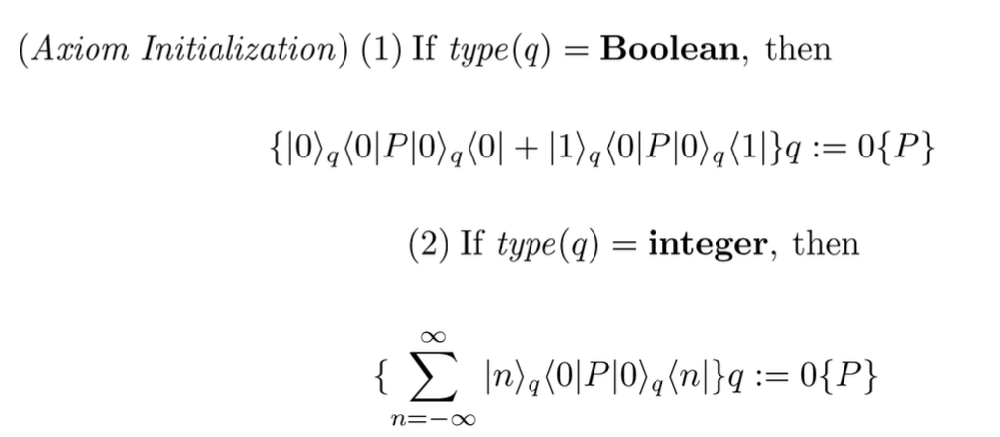 (Axiom Initialization) (1) If type(q) = Boolean, then
{|0⟩_q⟨0|P|0⟩_q⟨0| + |1⟩_q⟨0|P|0⟩_q⟨1|}q := 0{P}
(2) If type(q) = integer, then
{ ∑_{n=−∞}^{∞} |n⟩_q⟨0|P|0⟩_q⟨n|}q := 0{P}